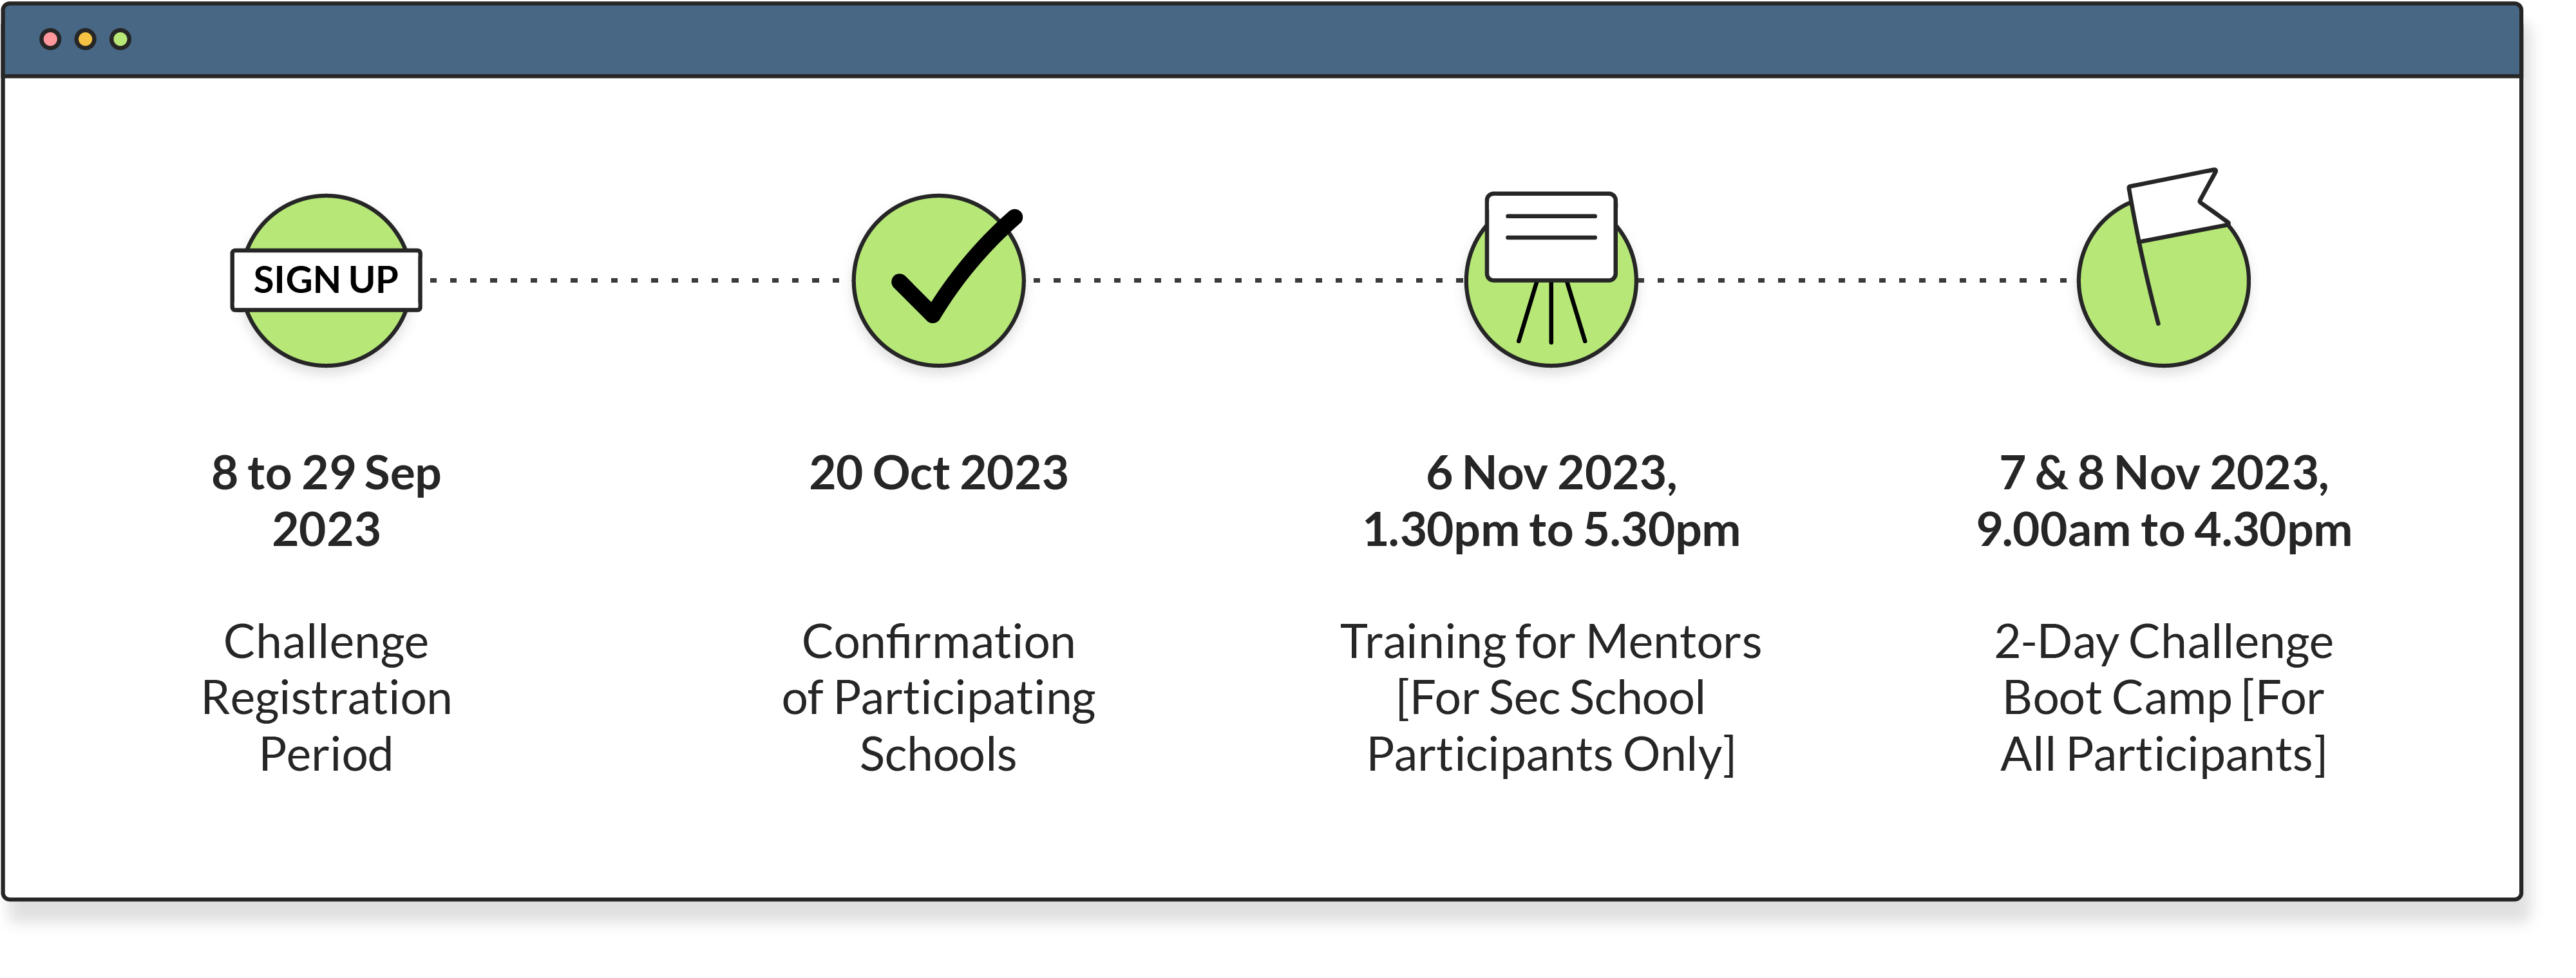 SIGN UP
8 to 29 Sep
2023
Challenge
Registration
Period
20 Oct 2023
Confirmation
of Participating
Schools
6 Nov 2023,
1.30pm to 5.30pm
Training for Mentors
[For Sec School
Participants Only]
7 & 8 Nov 2023,
9.00am to 4.30pm
2-Day Challenge
Boot Camp [For
All Participants]